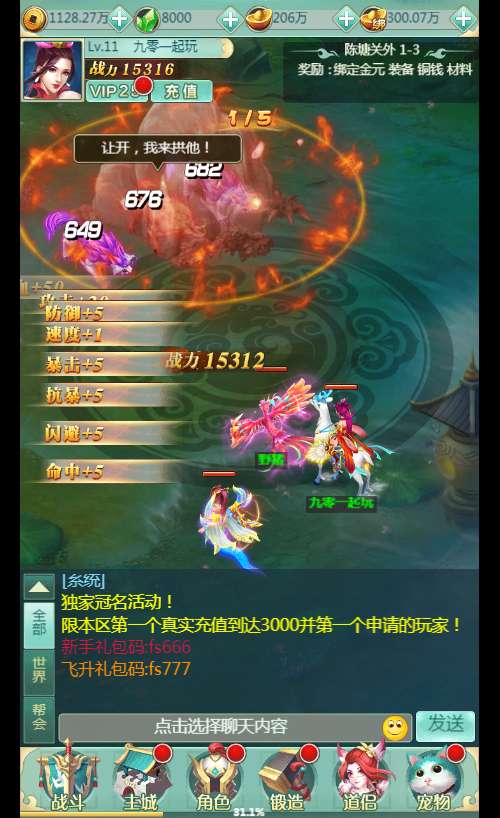 1128.27万
8000
206万
绑
300.07万
Lv.11 九零一起玩
战力 15316
充值
陈塘关外 1-3
奖励：绑定金元 装备 铜钱 材料
1/5
让开，我来拱他！
682
676
649
防御+5
速度+1
暴击+5
战力 15312
抗暴+5
闪避+5
野猪
命中+5
九零一起玩
[系统]
独家冠名活动！
限本区第一个真实充值到达3000并第一个申请的玩家！
新手礼包码:fs666
飞升礼包码:fs777
全部
世界
帮会
点击选择聊天内容
发送
战斗
主城
角色
锻造
道侣
宠物
31.1%